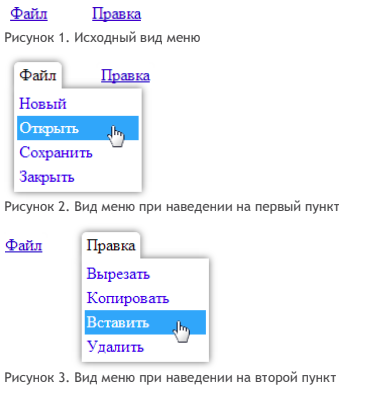 Файл Правка
Рисунок 1. Исходный вид меню
Файл Правка
Новый
Открыть
Сохранить
Закрыть
Рисунок 2. Вид меню при наведении на первый пункт
Файл Правка
Вырезать
Копировать
Вставить
Удалить
Рисунок 3. Вид меню при наведении на второй пункт